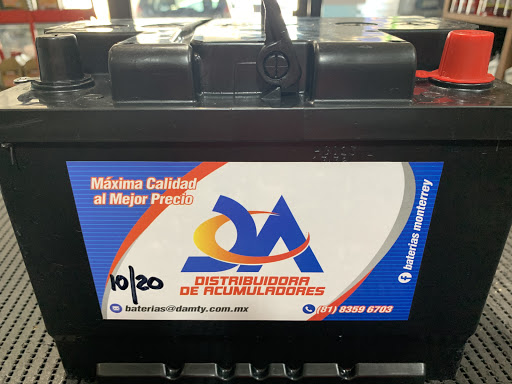 Máxima Calidad
al Mejor Precio
DA
DISTRIBUIDORA
DE ACUMULADORES
10/20
baterias@damty.com.mx
(81) 8359 6703
baterias monterrey